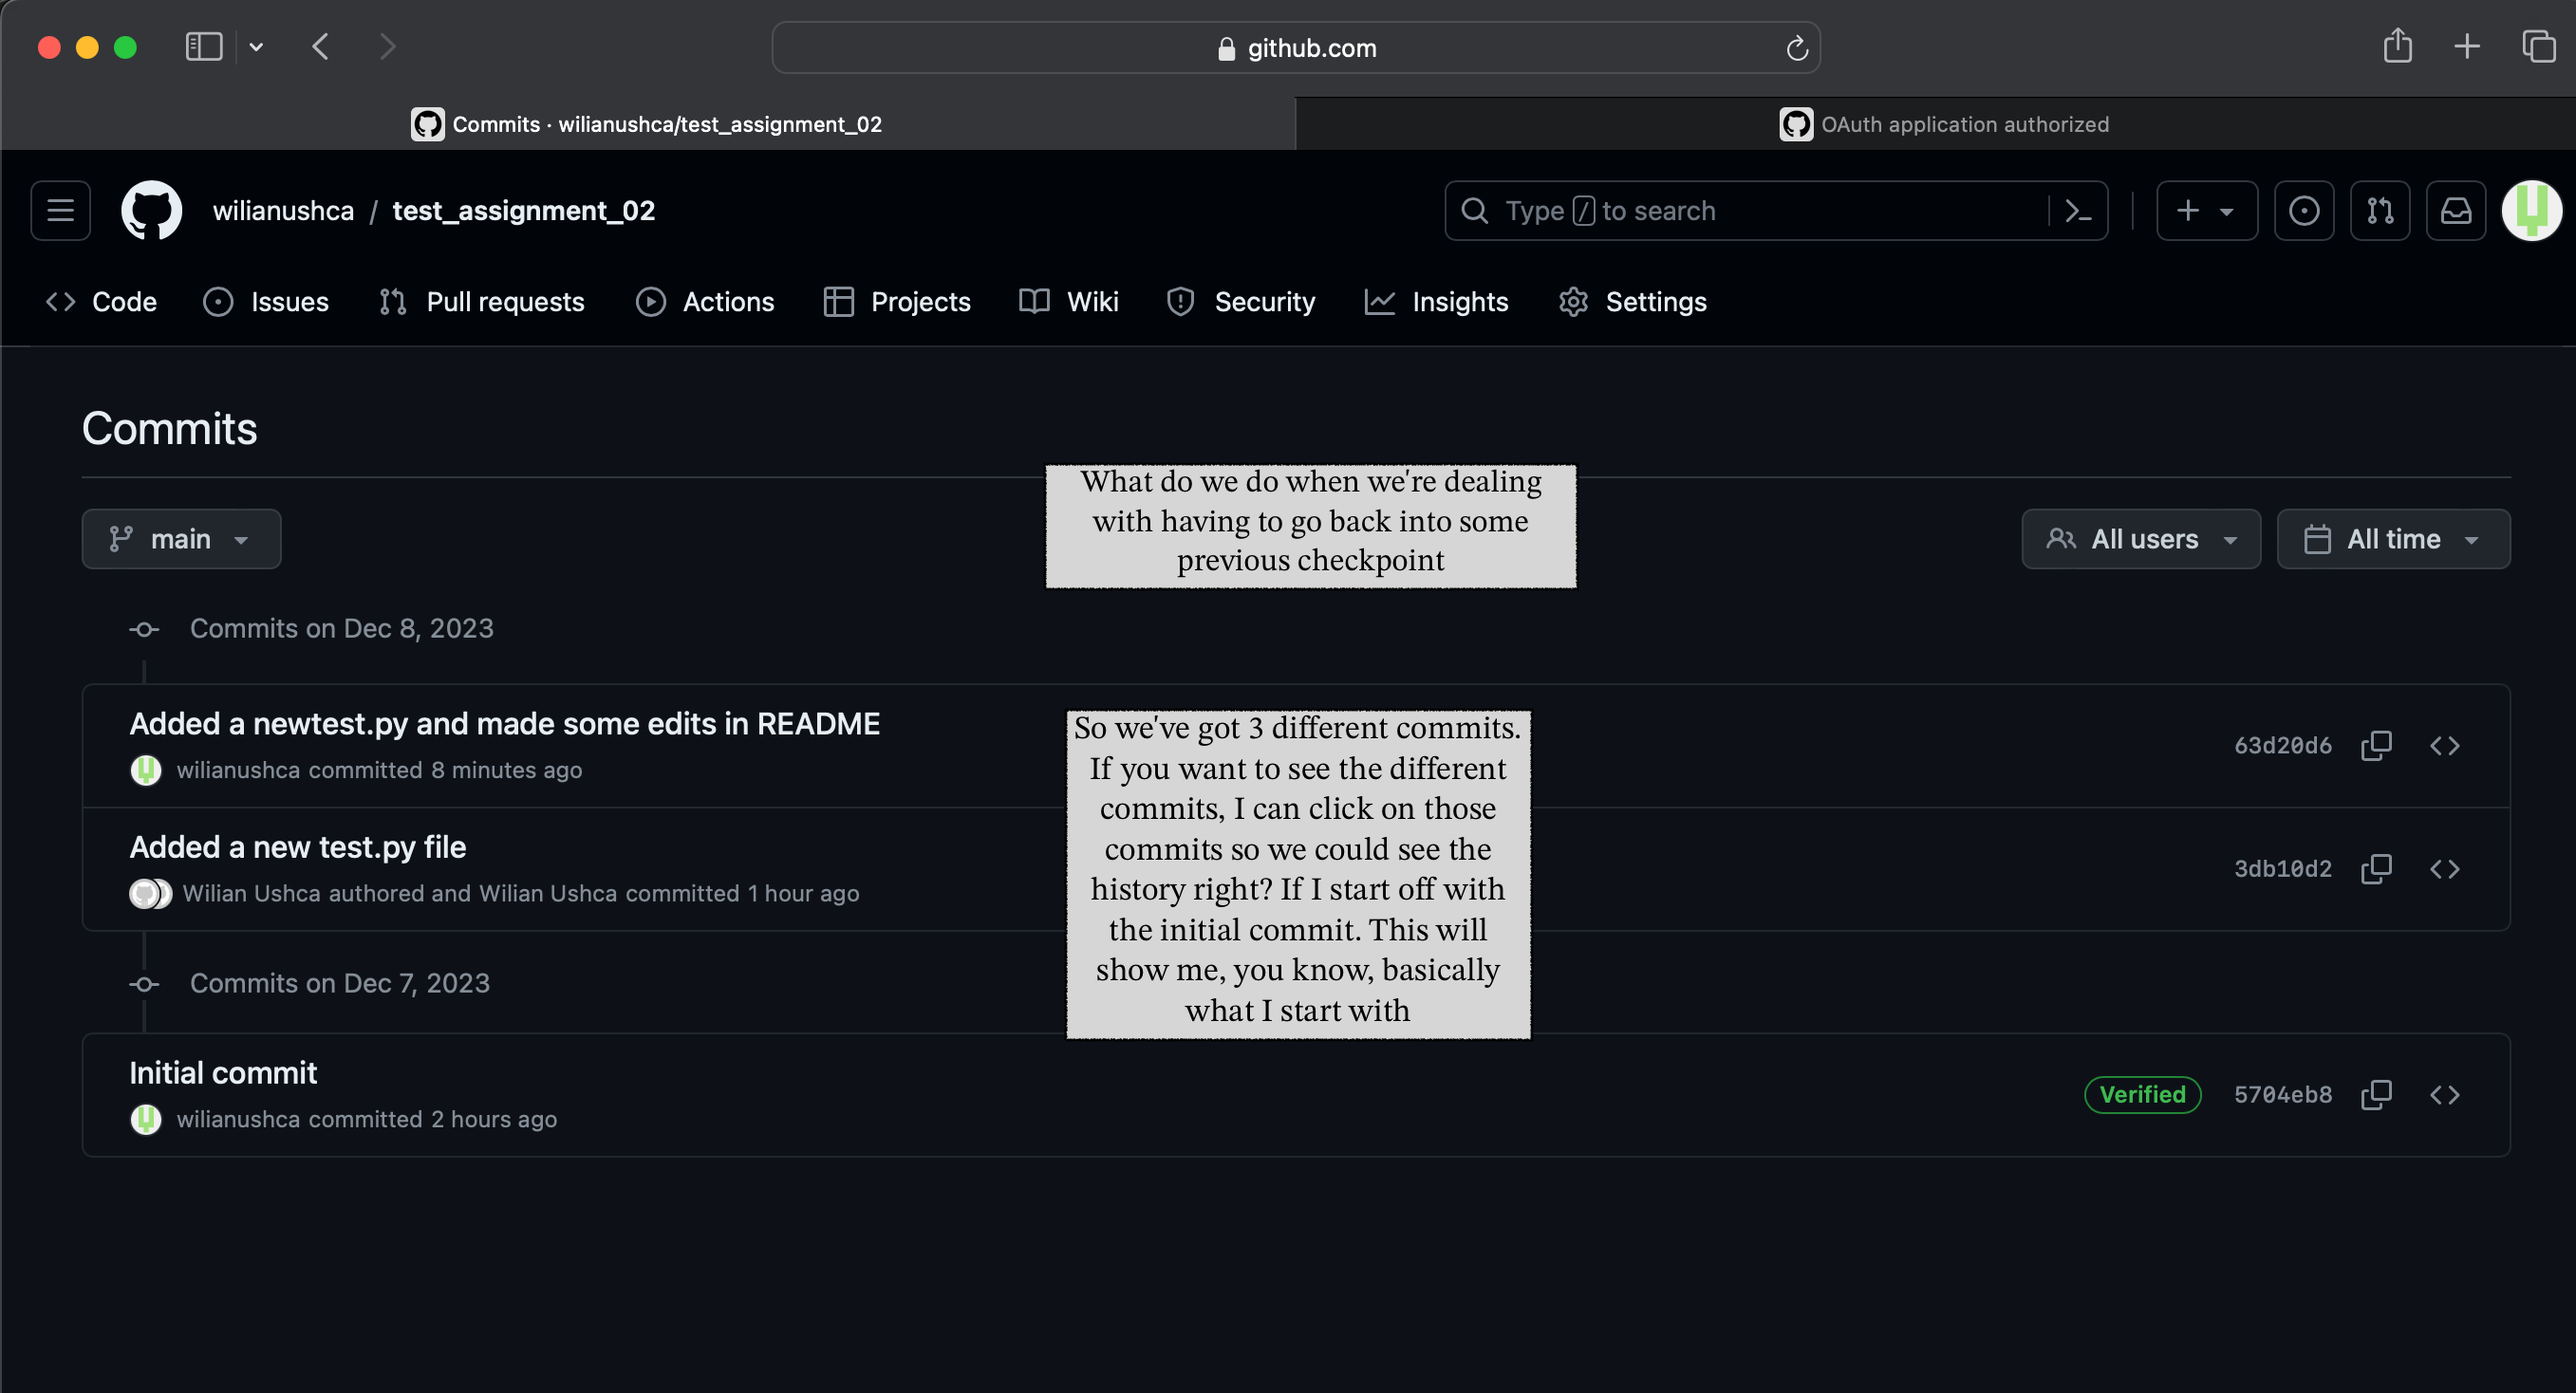 github.com
Commits · wilianushca/test_assignment_02
OAuth application authorized
wilianushca / test_assignment_02
Type / to search
Code Issues Pull requests Actions Projects Wiki Security Insights Settings
Commits
What do we do when we're dealing
with having to go back into some
previous checkpoint
main
All users
All time
Commits on Dec 8, 2023
Added a newtest.py and made some edits in README
wilianushca committed 8 minutes ago
63d20d6
Added a new test.py file
Wilian Ushca authored and Wilian Ushca committed 1 hour ago
3db10d2
So we've got 3 different commits.
If you want to see the different
commits, I can click on those
commits so we could see the
history right? If I start off with
the initial commit. This will
show me, you know, basically
what I start with
Commits on Dec 7, 2023
Initial commit
wilianushca committed 2 hours ago
Verified
5704eb8